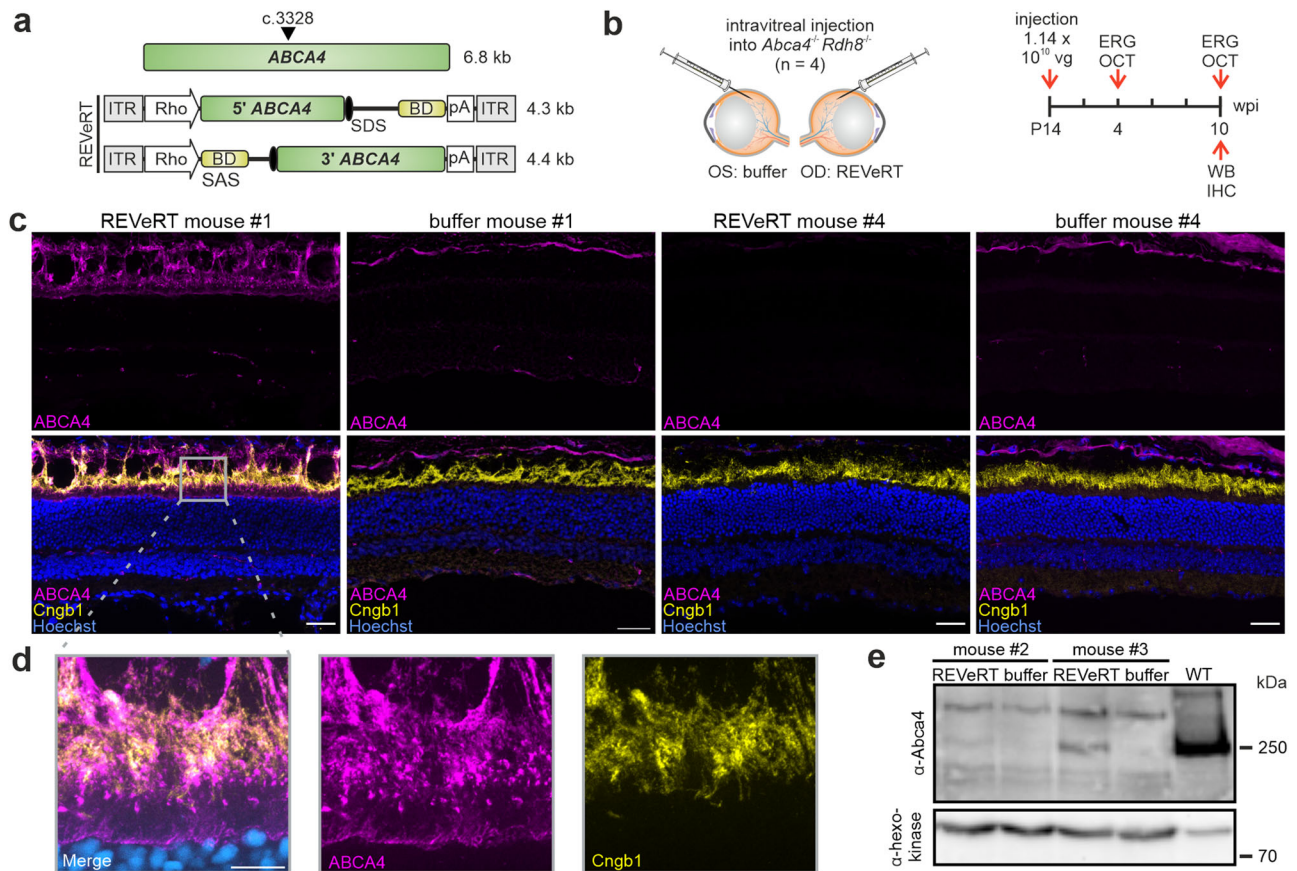 a
c.3328
ABCA4
6.8 kb
REVeRT
ITR
Rho
5' ABCA4
SDS
BD
pA
ITR
4.3 kb
ITR
Rho
BD
SAS
3' ABCA4
pA
ITR
4.4 kb
b
intravitreal injection
into Abca4-/- Rdh8-/-
(n = 4)
OS: buffer
OD: REVeRT
injection
1.14 x
10^10 vg
ERG
OCT
ERG
OCT
P14
4
10
wpi
WB
IHC
c
REVeRT mouse #1
buffer mouse #1
REVeRT mouse #4
buffer mouse #4
ABCA4
ABCA4
ABCA4
ABCA4
ABCA4
Cngb1
Hoechst
ABCA4
Cngb1
Hoechst
ABCA4
Cngb1
Hoechst
ABCA4
Cngb1
Hoechst
d
Merge
ABCA4
Cngb1
e
mouse #2
mouse #3
REVeRT buffer REVeRT buffer WT
kDa
α-Abca4
250
α-hexo-
kinase
70